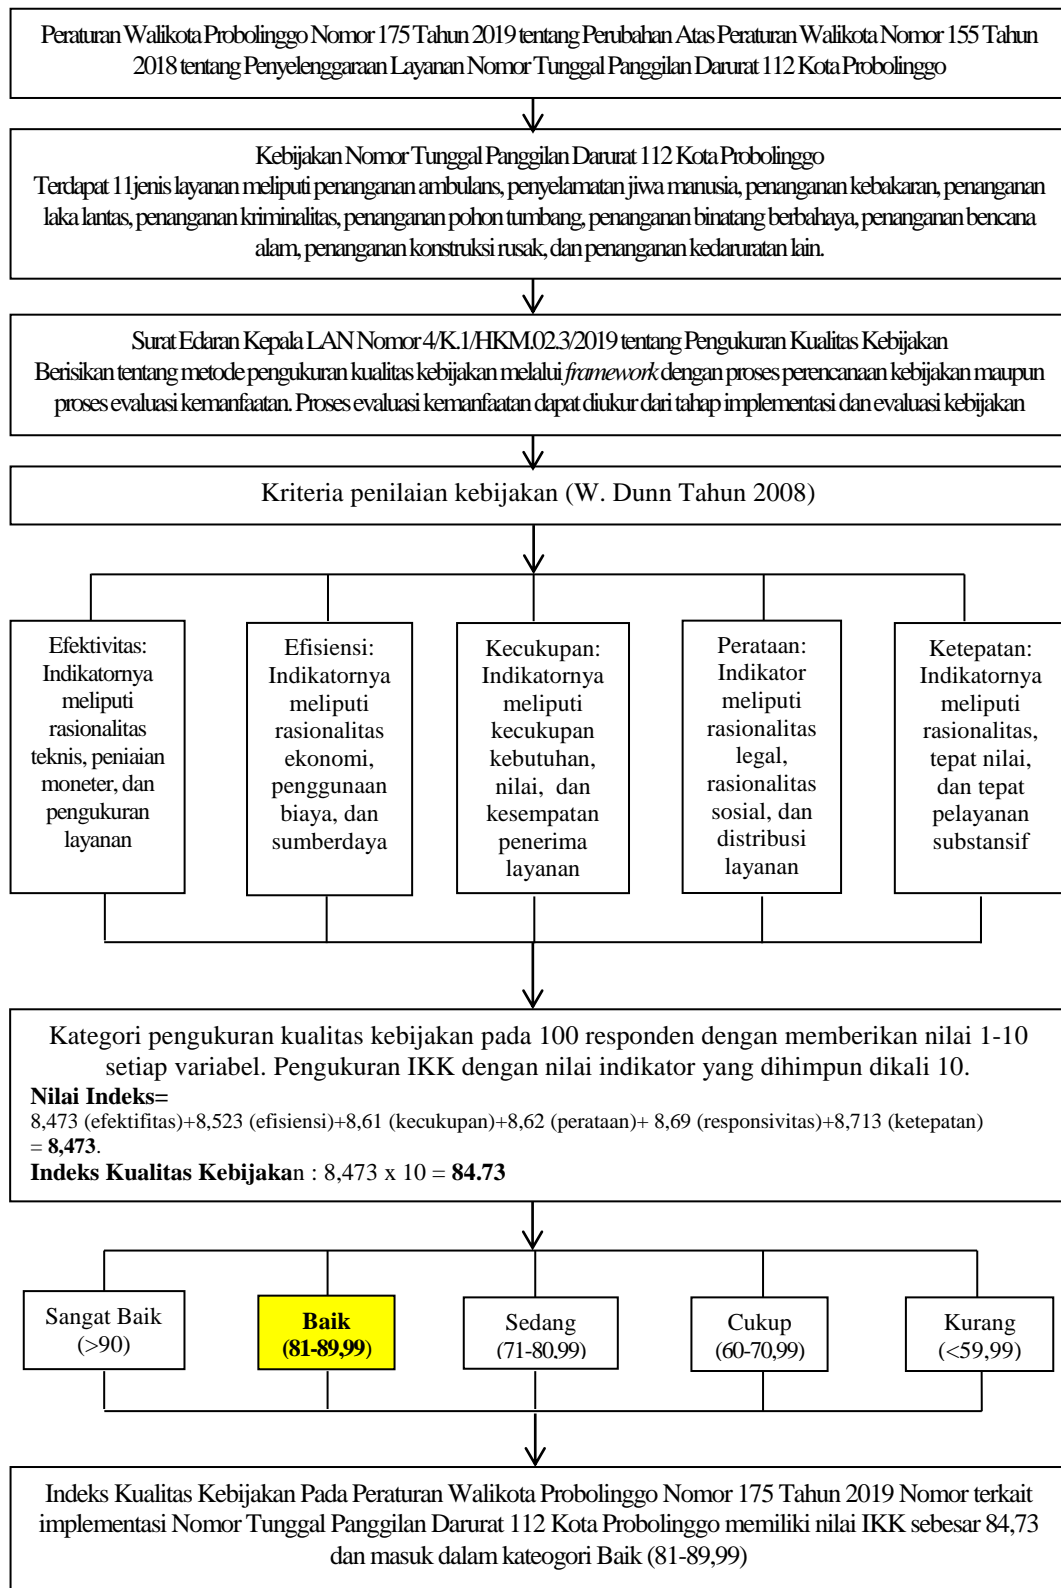 Peraturan Walikota Probolinggo Nomor 175 Tahun 2019 tentang Perubahan Atas Peraturan Walikota Nomor 155 Tahun
2018 tentang Penyelenggaraan Layanan Nomor Tunggal Panggilan Darurat 112 Kota Probolinggo
Kebijakan Nomor Tunggal Panggilan Darurat 112 Kota Probolinggo
Terdapat 11 jenis layanan meliputi penanganan ambulans, penyelamatan jiwa manusia, penanganan kebakaran, penanganan
laka lantas, penanganan kriminalitas, penanganan pohon tumbang, penanganan binatang berbahaya, penanganan bencana
alam, penanganan konstruksi rusak, dan penanganan kedaruratan lain.
Surat Edaran Kepala LAN Nomor 4/K.1/HKM.02.3/2019 tentang Pengukuran Kualitas Kebijakan
Berisikan tentang metode pengukuran kualitas kebijakan melalui framework dengan proses perencanaan kebijakan maupun
proses evaluasi kemanfaatan. Proses evaluasi kemanfaatan dapat diukur dari tahap implementasi dan evaluasi kebijakan
Kriteria penilaian kebijakan (W. Dunn Tahun 2008)
Efektivitas:
Indikatornya
meliputi
rasionalitas
teknis, peniaian
moneter, dan
pengukuran
layanan
Efisiensi:
Indikatornya
meliputi
rasionalitas
ekonomi,
penggunaan
biaya, dan
sumberdaya
Kecukupan:
Indikatornya
meliputi
kecukupan
kebutuhan,
nilai, dan
kesempatan
penerima
layanan
Perataan:
Indikator
meliputi
rasionalitas
legal,
rasionalitas
sosial, dan
distribusi
layanan
Ketepatan:
Indikatornya
meliputi
rasionalitas,
tepat nilai,
dan tepat
pelayanan
substansif
Kategori pengukuran kualitas kebijakan pada 100 responden dengan memberikan nilai 1-10
setiap variabel. Pengukuran IKK dengan nilai indikator yang dihimpun dikali 10.
Nilai Indeks=
8,473 (efektifitas)+8,523 (efisiensi)+8,61 (kecukupan)+8,62 (perataan)+ 8,69 (responsivitas)+8,713 (ketepatan)
= 8,473.
Indeks Kualitas Kebijakan : 8,473 x 10 = 84.73
Sangat Baik
(>90)
Baik
(81-89,99)
Sedang
(71-80,99)
Cukup
(60-70,99)
Kurang
(<59,99)
Indeks Kualitas Kebijakan Pada Peraturan Walikota Probolinggo Nomor 175 Tahun 2019 Nomor terkait
implementasi Nomor Tunggal Panggilan Darurat 112 Kota Probolinggo memiliki nilai IKK sebesar 84,73
dan masuk dalam kateogori Baik (81-89,99)